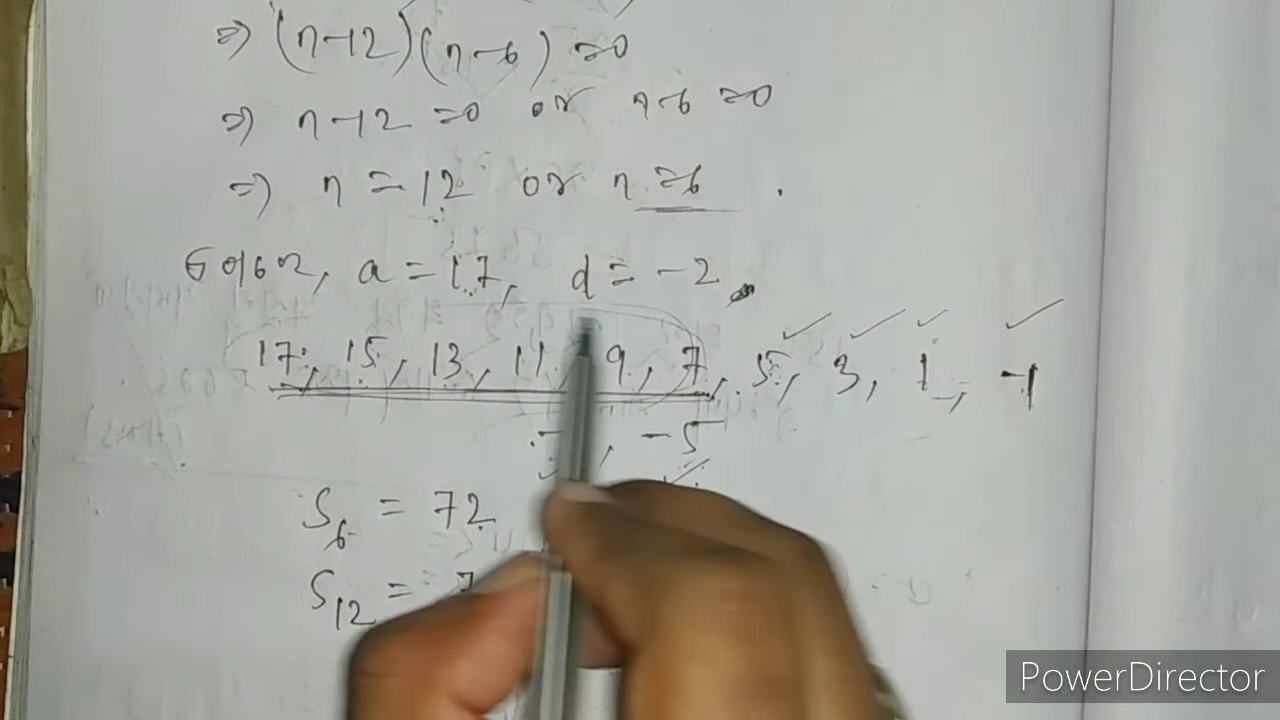 ⇒ (n-12)(n-6) = 0
⇒ n-12 = 0 or n-6 = 0
⇒ n = 12 or n = 6 .
a = 17, d = -2
17, 15, 13, 11, 9, 7, 5, 3, 1, -1
, -5
S6 = 72
S12 =
PowerDirector